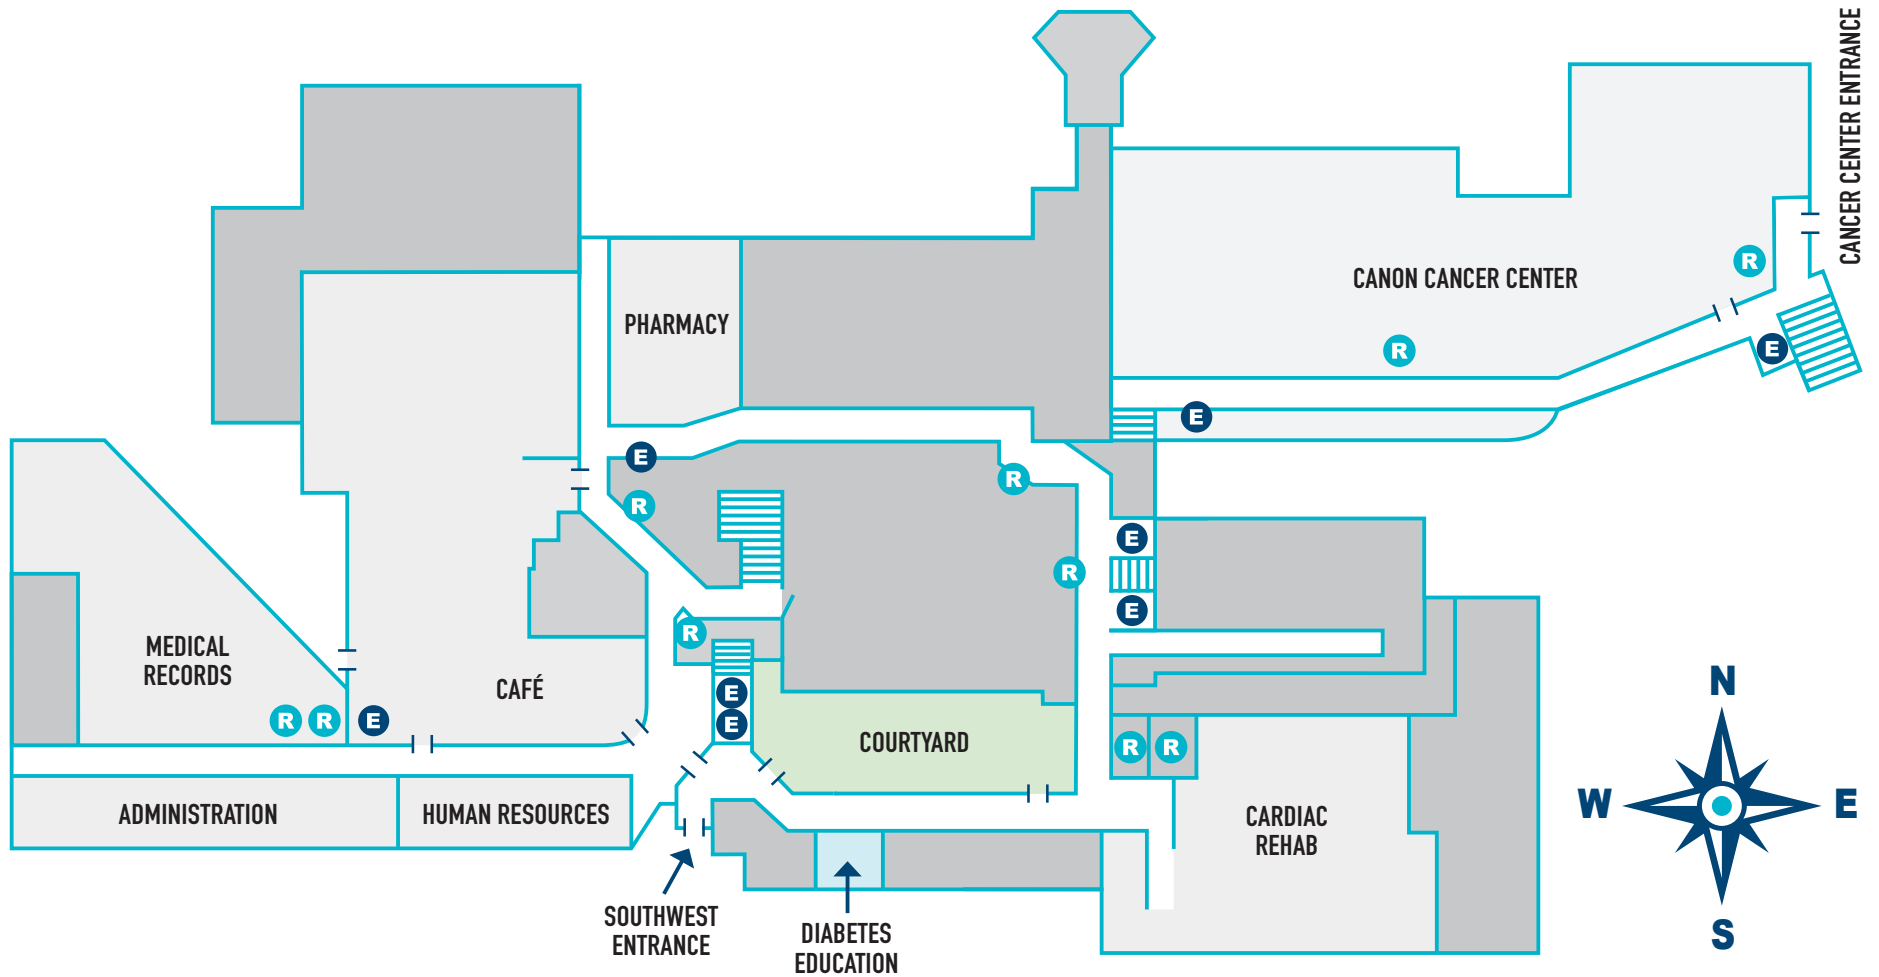 CANCER CENTER ENTRANCE
CANON CANCER CENTER
R
R
PHARMACY
E
E
E
R
R
E
R
E
R
MEDICAL
RECORDS
CAFÉ
E
E
R
R
E
COURTYARD
R
R
ADMINISTRATION
HUMAN RESOURCES
CARDIAC
REHAB
SOUTHWEST
ENTRANCE
DIABETES
EDUCATION
N
W
E
S